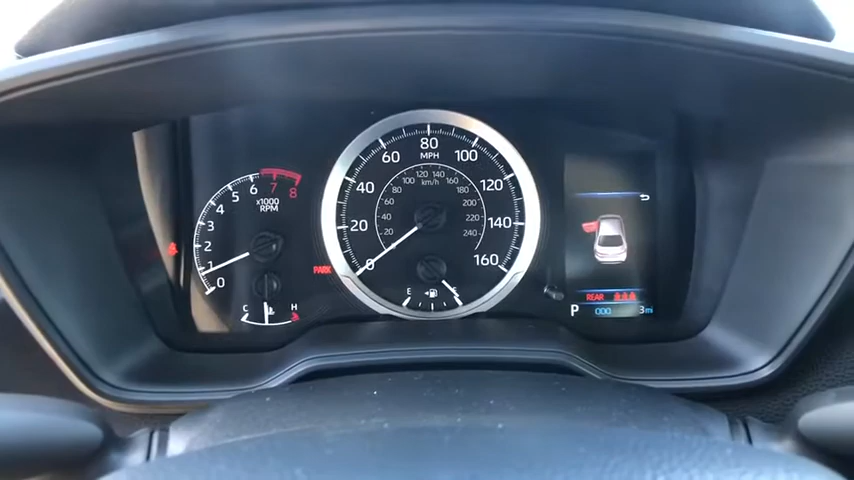 80
60 MPH 100
100 120 140
80 km/h 160
6 7
5 8
4 x1000
3 RPM
2
1
0
40 120
60 200
20 40 220 140
20 240
0 160
PARK
C H
E F
REAR
P 000 3mi